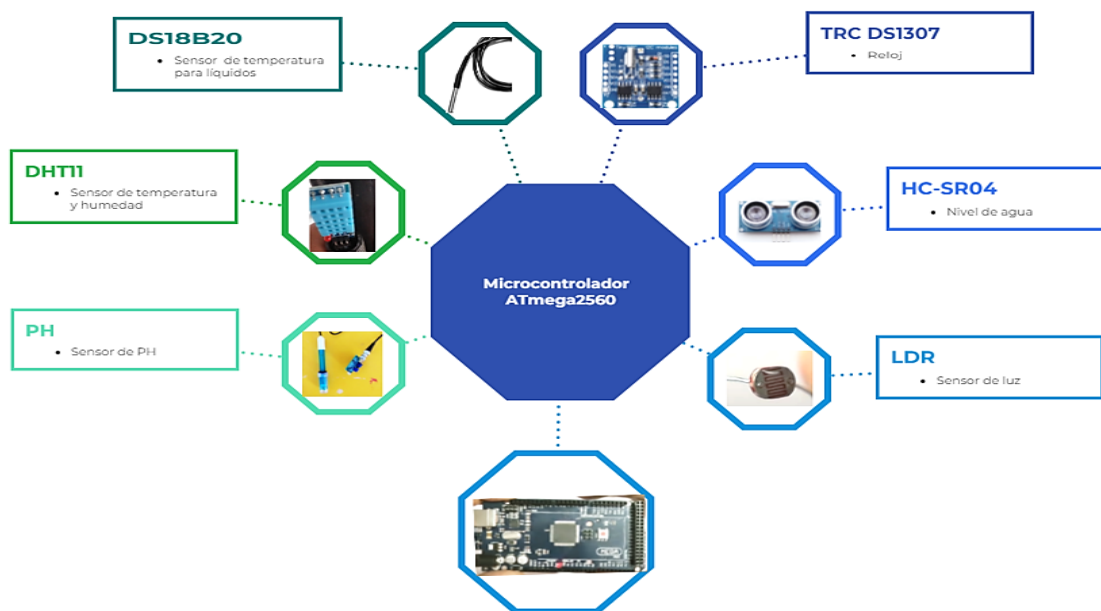 DS18B20
• Sensor de temperatura
para líquidos
TRC DS1307
• Reloj
DHT11
• Sensor de temperatura
y humedad
HC-SR04
• Nivel de agua
Microcontrolador
ATmega2560
PH
• Sensor de PH
LDR
• Sensor de luz
MEGA